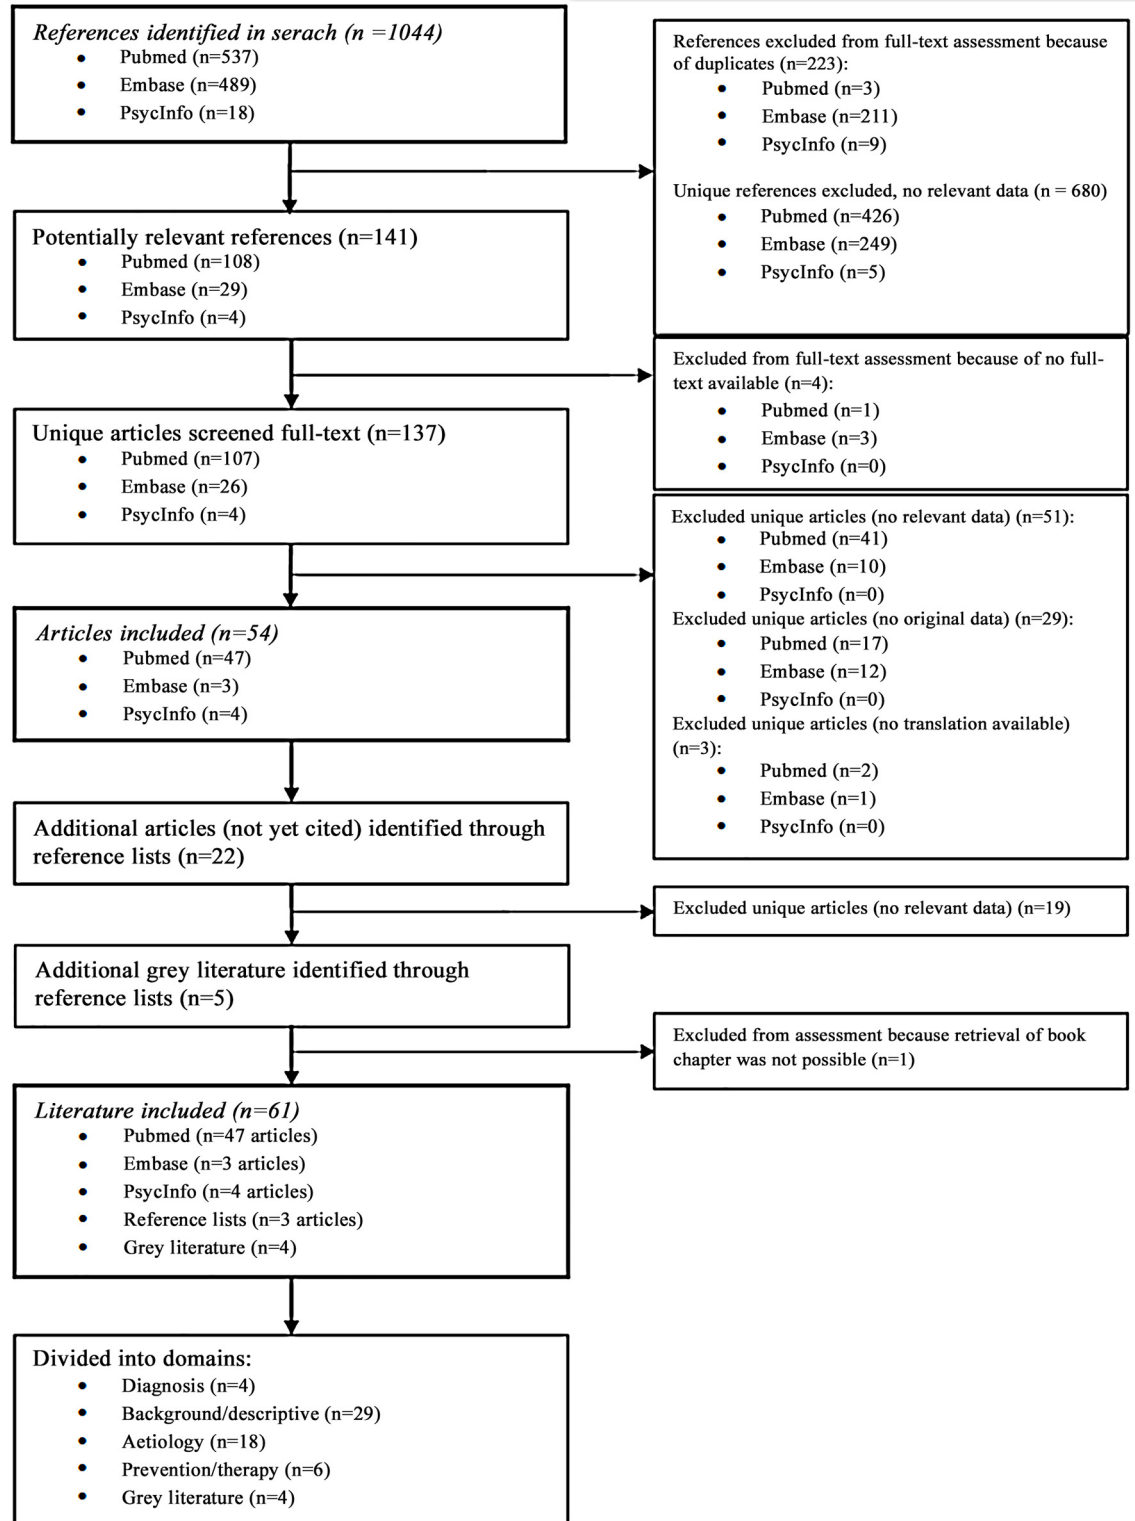 References identified in serach (n =1044)
• Pubmed (n=537)
• Embase (n=489)
• PsycInfo (n=18)
References excluded from full-text assessment because
of duplicates (n=223):
• Pubmed (n=3)
• Embase (n=211)
• PsycInfo (n=9)
Unique references excluded, no relevant data (n = 680)
• Pubmed (n=426)
• Embase (n=249)
• PsycInfo (n=5)
Potentially relevant references (n=141)
• Pubmed (n=108)
• Embase (n=29)
• PsycInfo (n=4)
Excluded from full-text assessment because of no full-
text available (n=4):
• Pubmed (n=1)
• Embase (n=3)
• PsycInfo (n=0)
Unique articles screened full-text (n=137)
• Pubmed (n=107)
• Embase (n=26)
• PsycInfo (n=4)
Excluded unique articles (no relevant data) (n=51):
• Pubmed (n=41)
• Embase (n=10)
• PsycInfo (n=0)
Excluded unique articles (no original data) (n=29):
• Pubmed (n=17)
• Embase (n=12)
• PsycInfo (n=0)
Excluded unique articles (no translation available)
(n=3):
• Pubmed (n=2)
• Embase (n=1)
• PsycInfo (n=0)
Articles included (n=54)
• Pubmed (n=47)
• Embase (n=3)
• PsycInfo (n=4)
Additional articles (not yet cited) identified through
reference lists (n=22)
Excluded unique articles (no relevant data) (n=19)
Additional grey literature identified through
reference lists (n=5)
Excluded from assessment because retrieval of book
chapter was not possible (n=1)
Literature included (n=61)
• Pubmed (n=47 articles)
• Embase (n=3 articles)
• PsycInfo (n=4 articles)
• Reference lists (n=3 articles)
• Grey literature (n=4)
Divided into domains:
• Diagnosis (n=4)
• Background/descriptive (n=29)
• Aetiology (n=18)
• Prevention/therapy (n=6)
• Grey literature (n=4)